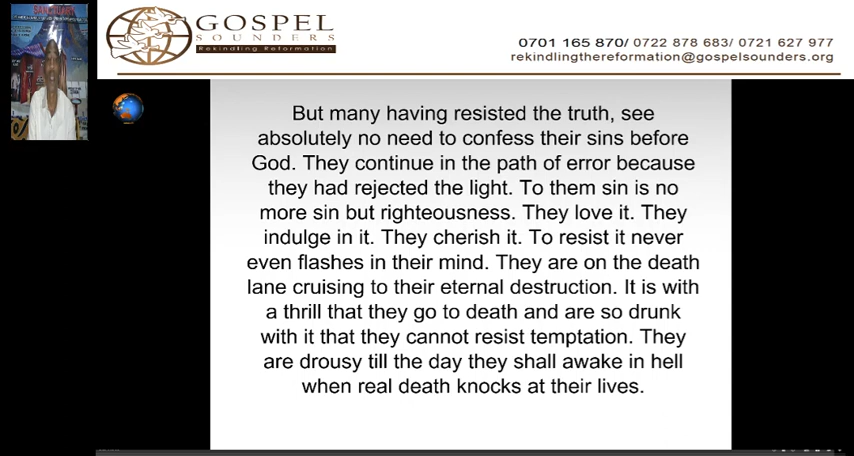 SANCTUARY
GOSPEL
SOUNDERS
Rekindling Reformation
0701 165 870/ 0722 878 683/ 0721 627 977
rekindlingthereformation@gospelsounders.org
But many having resisted the truth, see
absolutely no need to confess their sins before
God. They continue in the path of error because
they had rejected the light. To them sin is no
more sin but righteousness. They love it. They
indulge in it. They cherish it. To resist it never
even flashes in their mind. They are on the death
lane cruising to their eternal destruction. It is with
a thrill that they go to death and are so drunk
with it that they cannot resist temptation. They
are drousy till the day they shall awake in hell
when real death knocks at their lives.